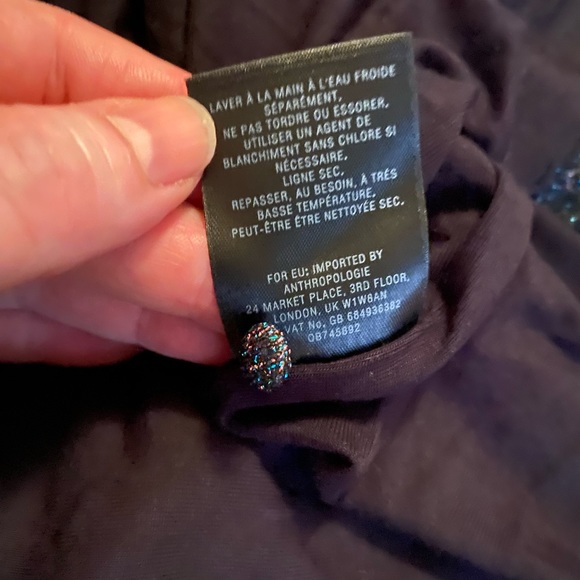 LAVER À LA MAIN À L'EAU FROIDE
SÉPARÉMENT.
NE PAS TORDRE OU ESSORER.
UTILISER UN AGENT DE
BLANCHIMENT SANS CHLORE SI
NÉCESSAIRE.
LIGNE SEC.
REPASSER, AU BESOIN, À TRÈS
BASSE TEMPÉRATURE.
PEUT-ÊTRE ÊTRE NETTOYÉE SEC.
FOR EU: IMPORTED BY
ANTHROPOLOGIE
24 MARKET PLACE, 3RD FLOOR,
LONDON, UK W1W8AN
VAT No. GB 684936382
OB745692